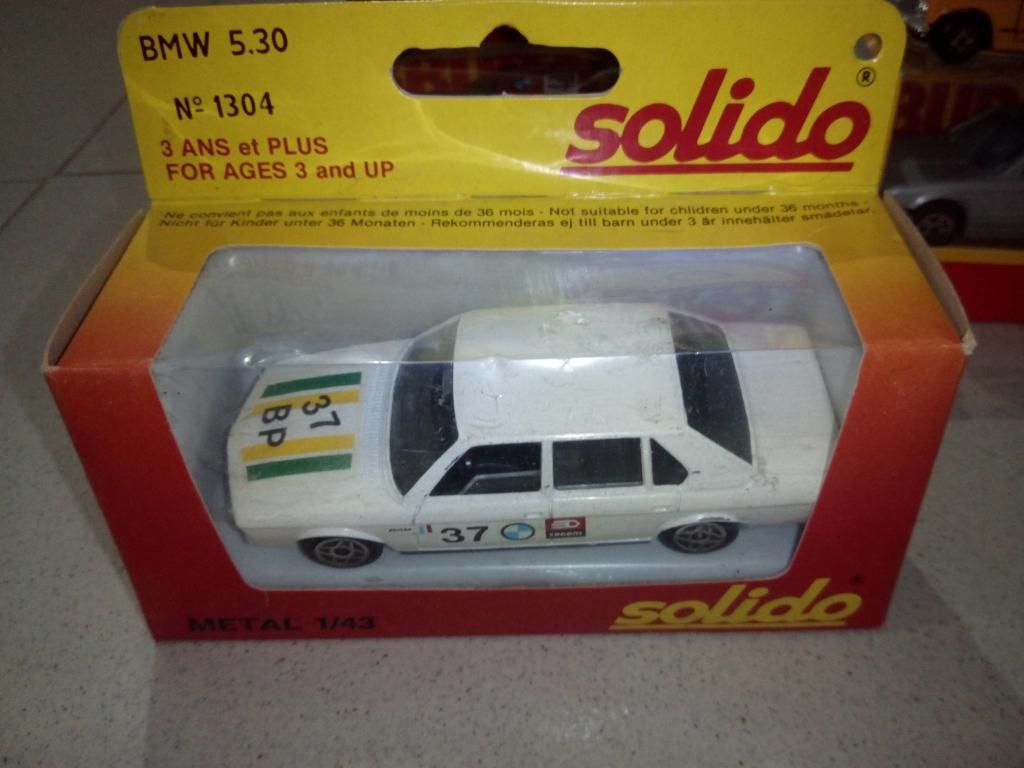 BMW 5.30
Nº 1304
solido ®
3 ANS et PLUS
FOR AGES 3 and UP
Ne convient pas aux enfants de moins de 36 mois - Not suitable for children under 36 months -
Nicht für Kinder unter 36 Monaten - Rekommenderas ej till barn under 3 år innehåller smådelar.
37
BP
37
METAL 1/43
solido